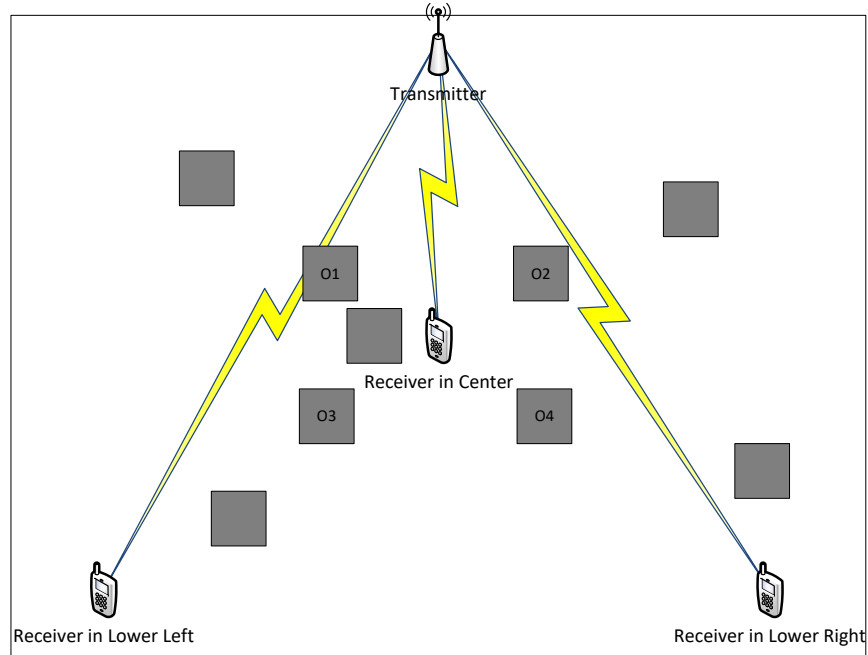 Transmitter
O1
O2
Receiver in Center
O3
O4
Receiver in Lower Left
Receiver in Lower Right